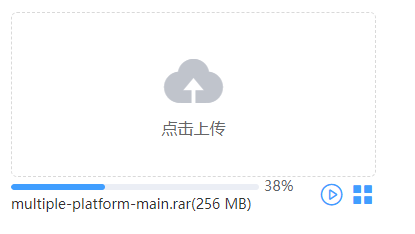 点击上传
38%
multiple-platform-main.rar(256 MB)